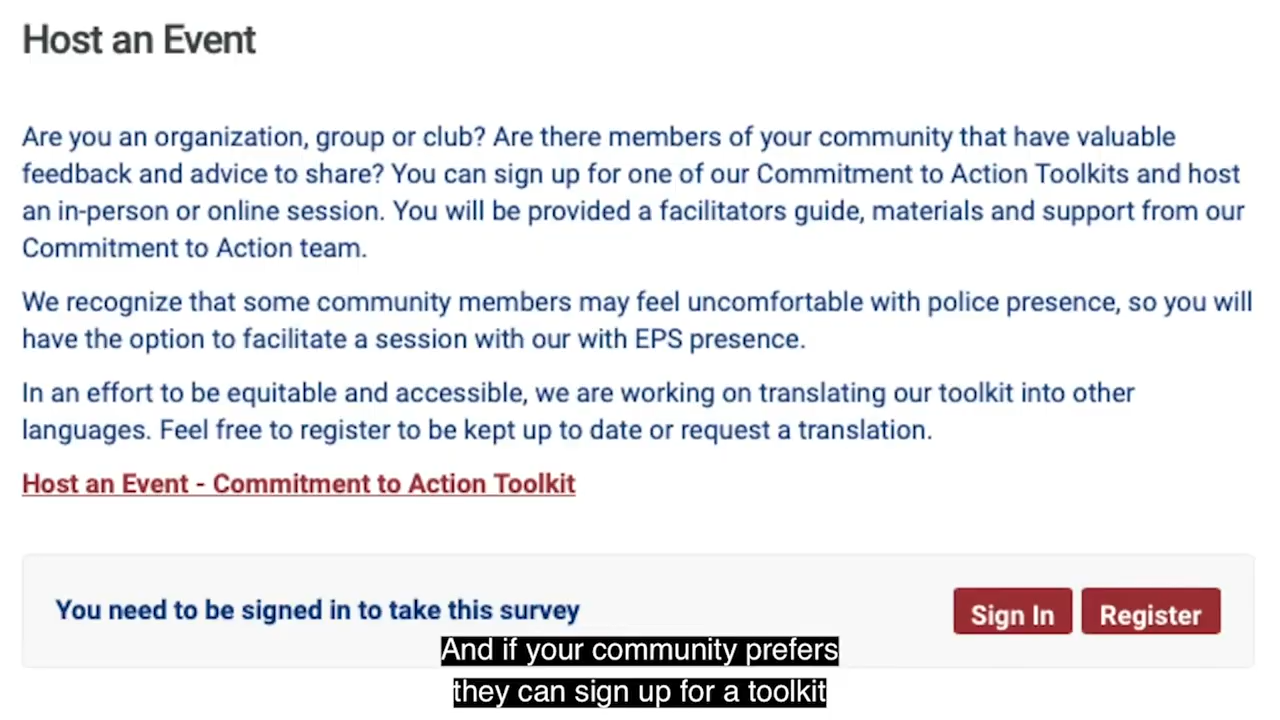 Host an Event
Are you an organization, group or club? Are there members of your community that have valuable
feedback and advice to share? You can sign up for one of our Commitment to Action Toolkits and host
an in-person or online session. You will be provided a facilitators guide, materials and support from our
Commitment to Action team.
We recognize that some community members may feel uncomfortable with police presence, so you will
have the option to facilitate a session with our with EPS presence.
In an effort to be equitable and accessible, we are working on translating our toolkit into other
languages. Feel free to register to be kept up to date or request a translation.
Host an Event - Commitment to Action Toolkit
You need to be signed in to take this survey
Sign In
Register
And if your community prefers
they can sign up for a toolkit